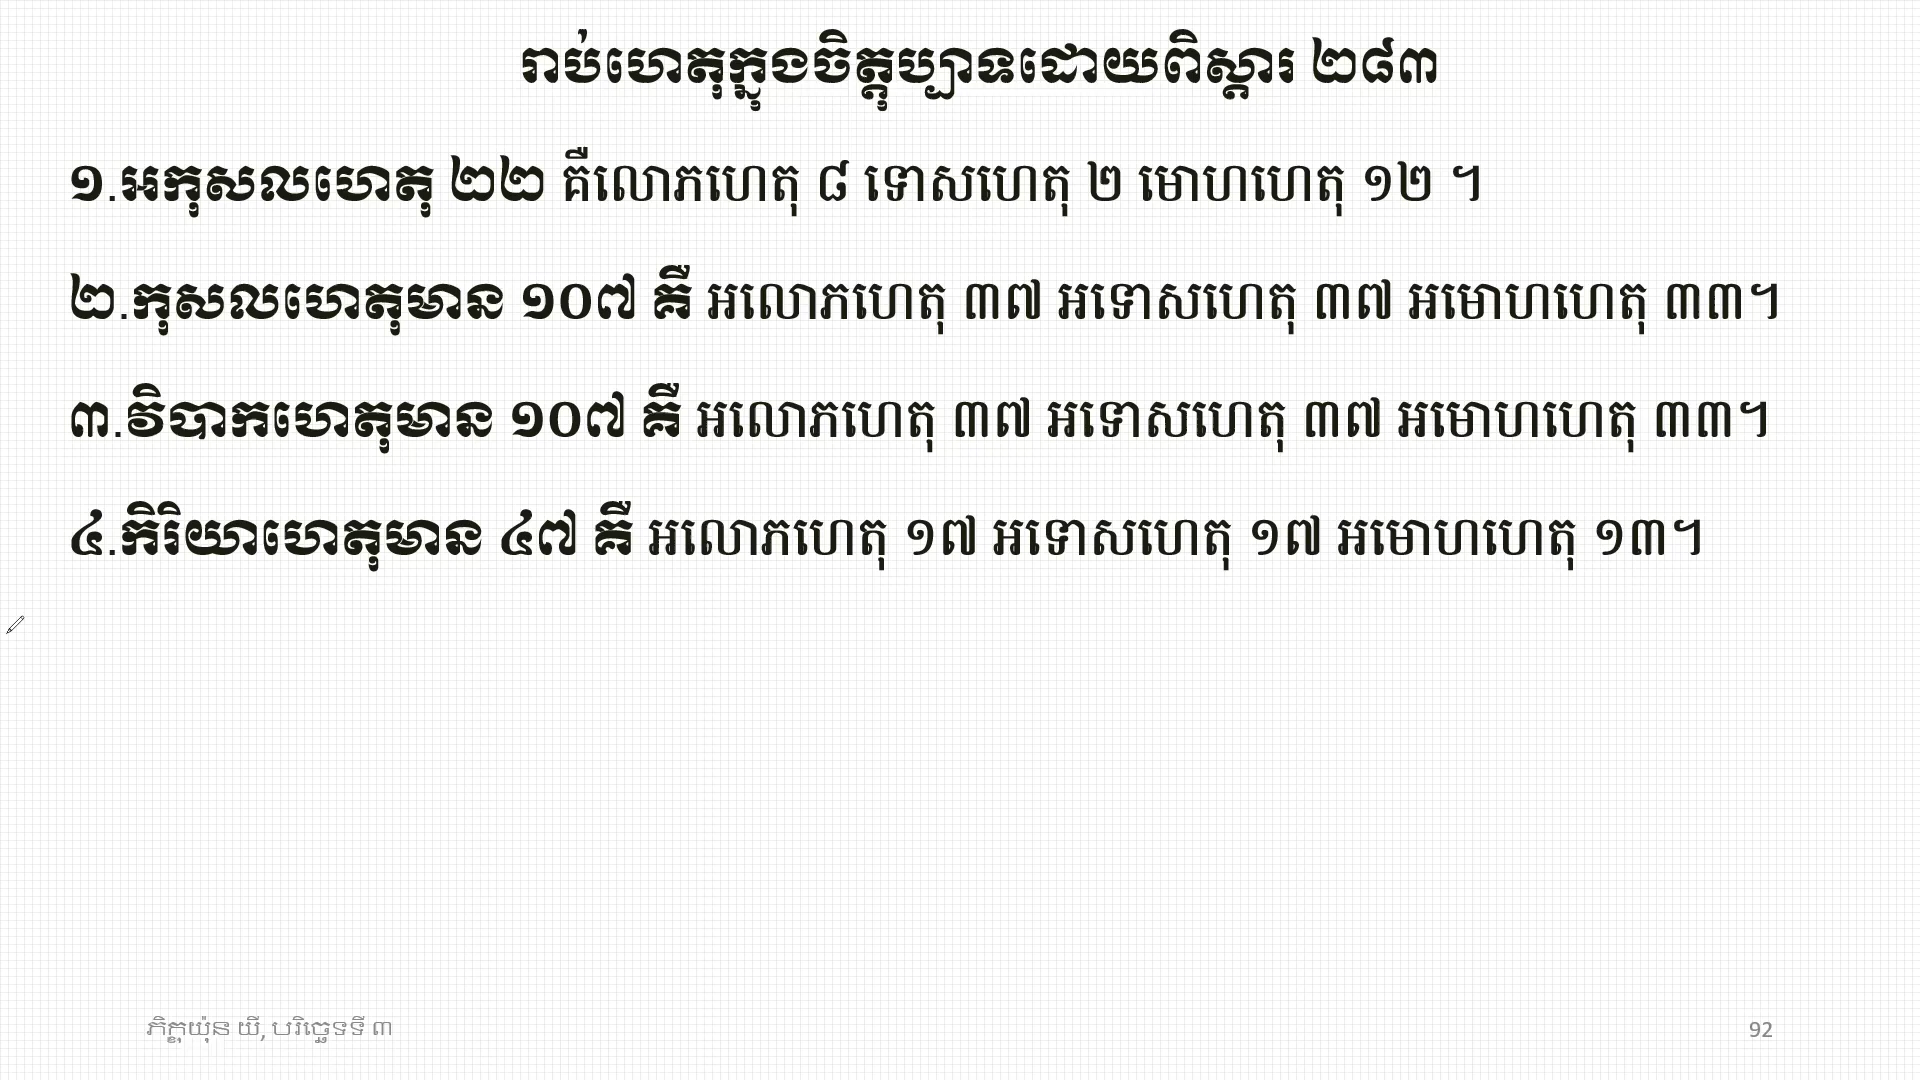 រាប់ហេតុក្នុងចិត្តុប្បាទដោយពិស្តារ ២៨៣
១.អកុសលហេតុ ២២ គឺលោភហេតុ ៨ ទោសហេតុ ២ មោហហេតុ ១២ ។
២.កុសលហេតុមាន ១០៧ គឺ អលោភហេតុ ៣៧ អទោសហេតុ ៣៧ អមោហហេតុ ៣៣។
៣.វិបាកហេតុមាន ១០៧ គឺ អលោភហេតុ ៣៧ អទោសហេតុ ៣៧ អមោហហេតុ ៣៣។
៤.កិរិយាហេតុមាន ៤៧ គឺ អលោភហេតុ ១៧ អទោសហេតុ ១៧ អមោហហេតុ ១៣។
ភិក្ខុយ៉ុន យី, បរិច្ឆេទទី ៣
92